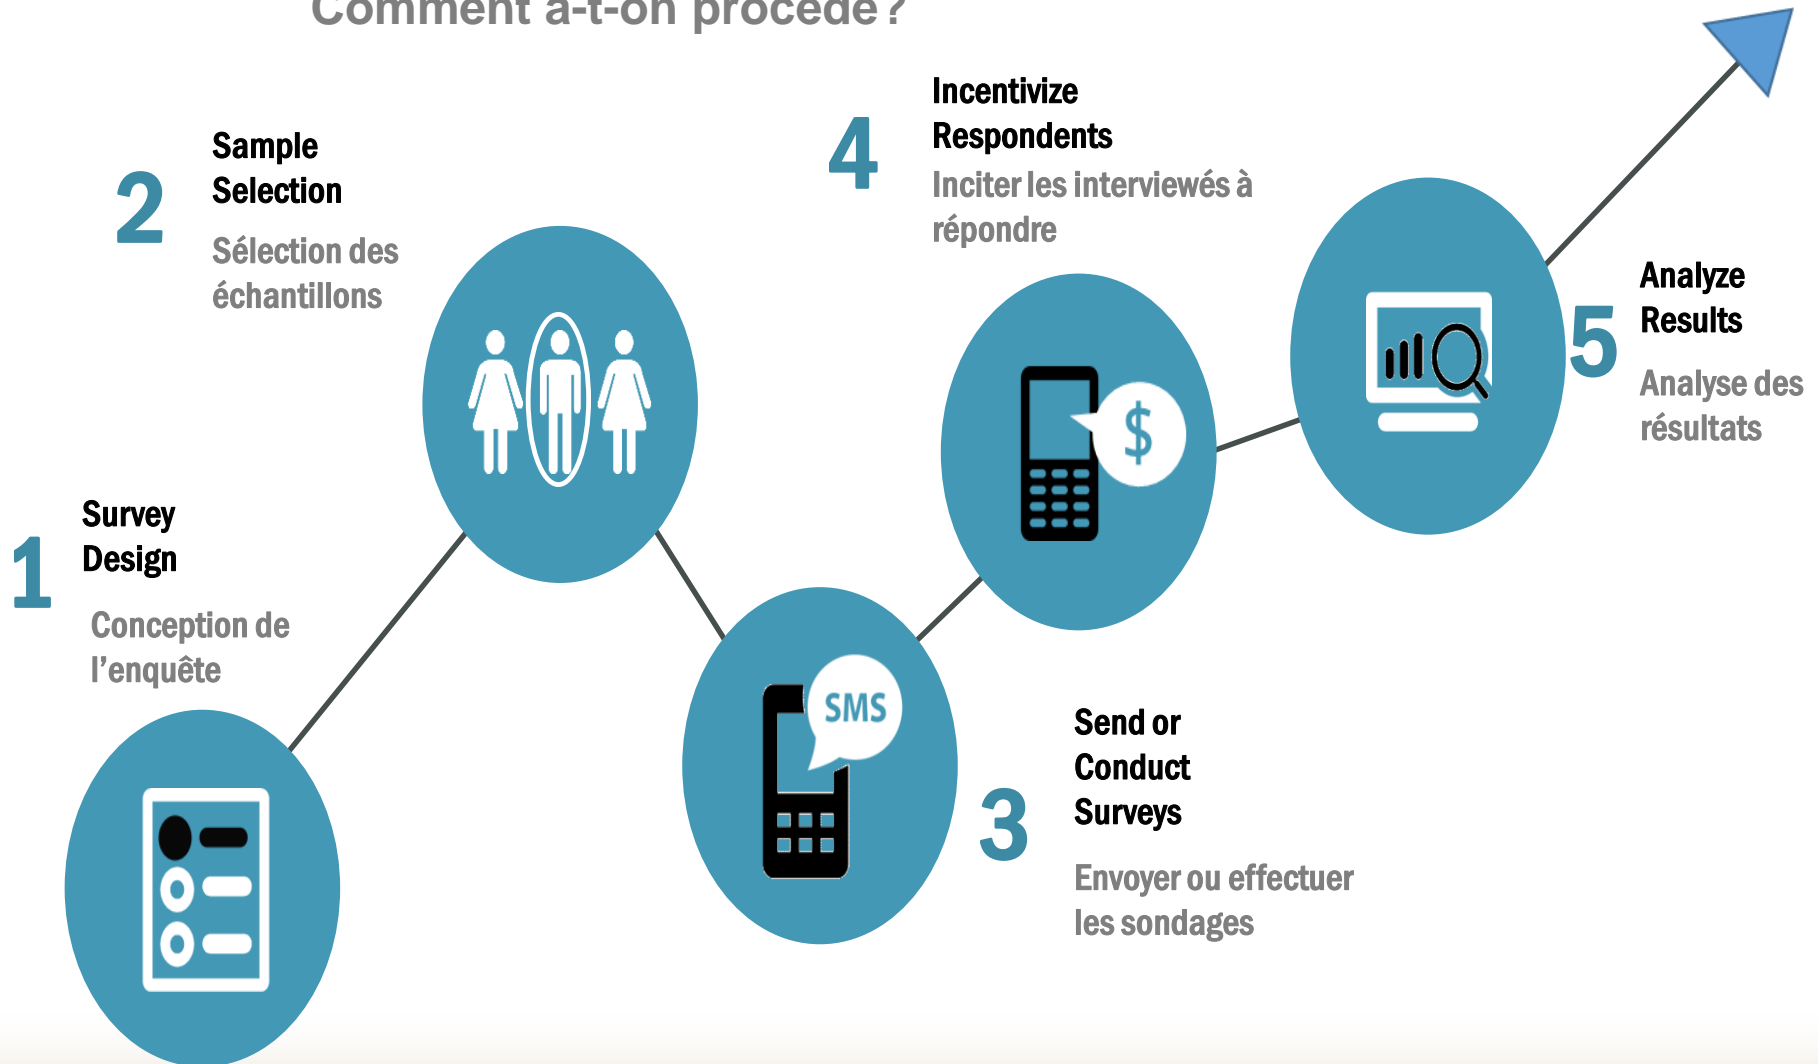 Comment a-t-on procédé?
1
Survey
Design
Conception de
l'enquête
2
Sample
Selection
Sélection des
échantillons
SMS
3
Send or
Conduct
Surveys
Envoyer ou effectuer
les sondages
4
Incentivize
Respondents
Inciter les interviewés à
répondre
$
5
Analyze
Results
Analyse des
résultats